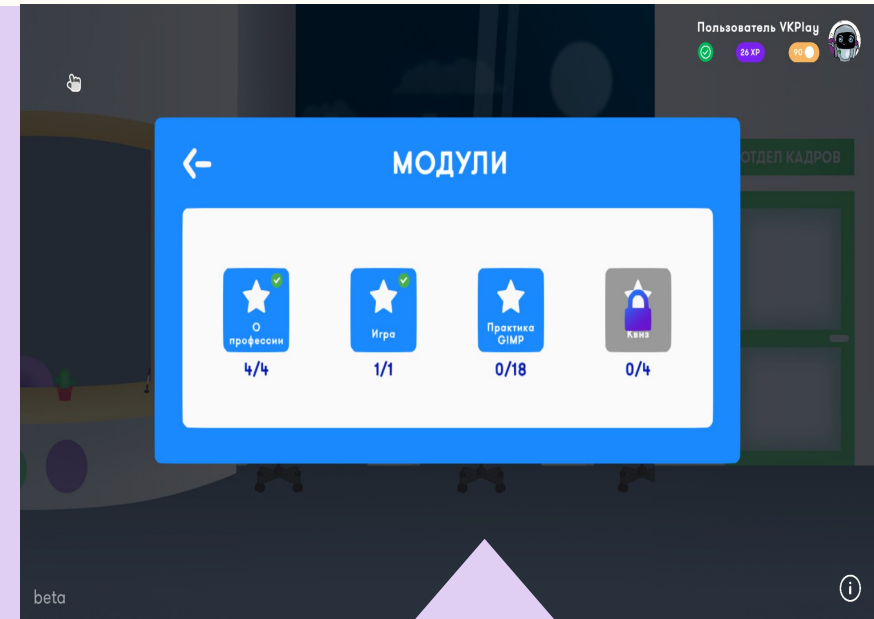 Пользователь VKPlay
26 XP
90
ОТДЕЛ КАДРОВ
МОДУЛИ
О
профессии
4/4
Игра
1/1
Практика
GIMP
0/18
Квиз
0/4
beta